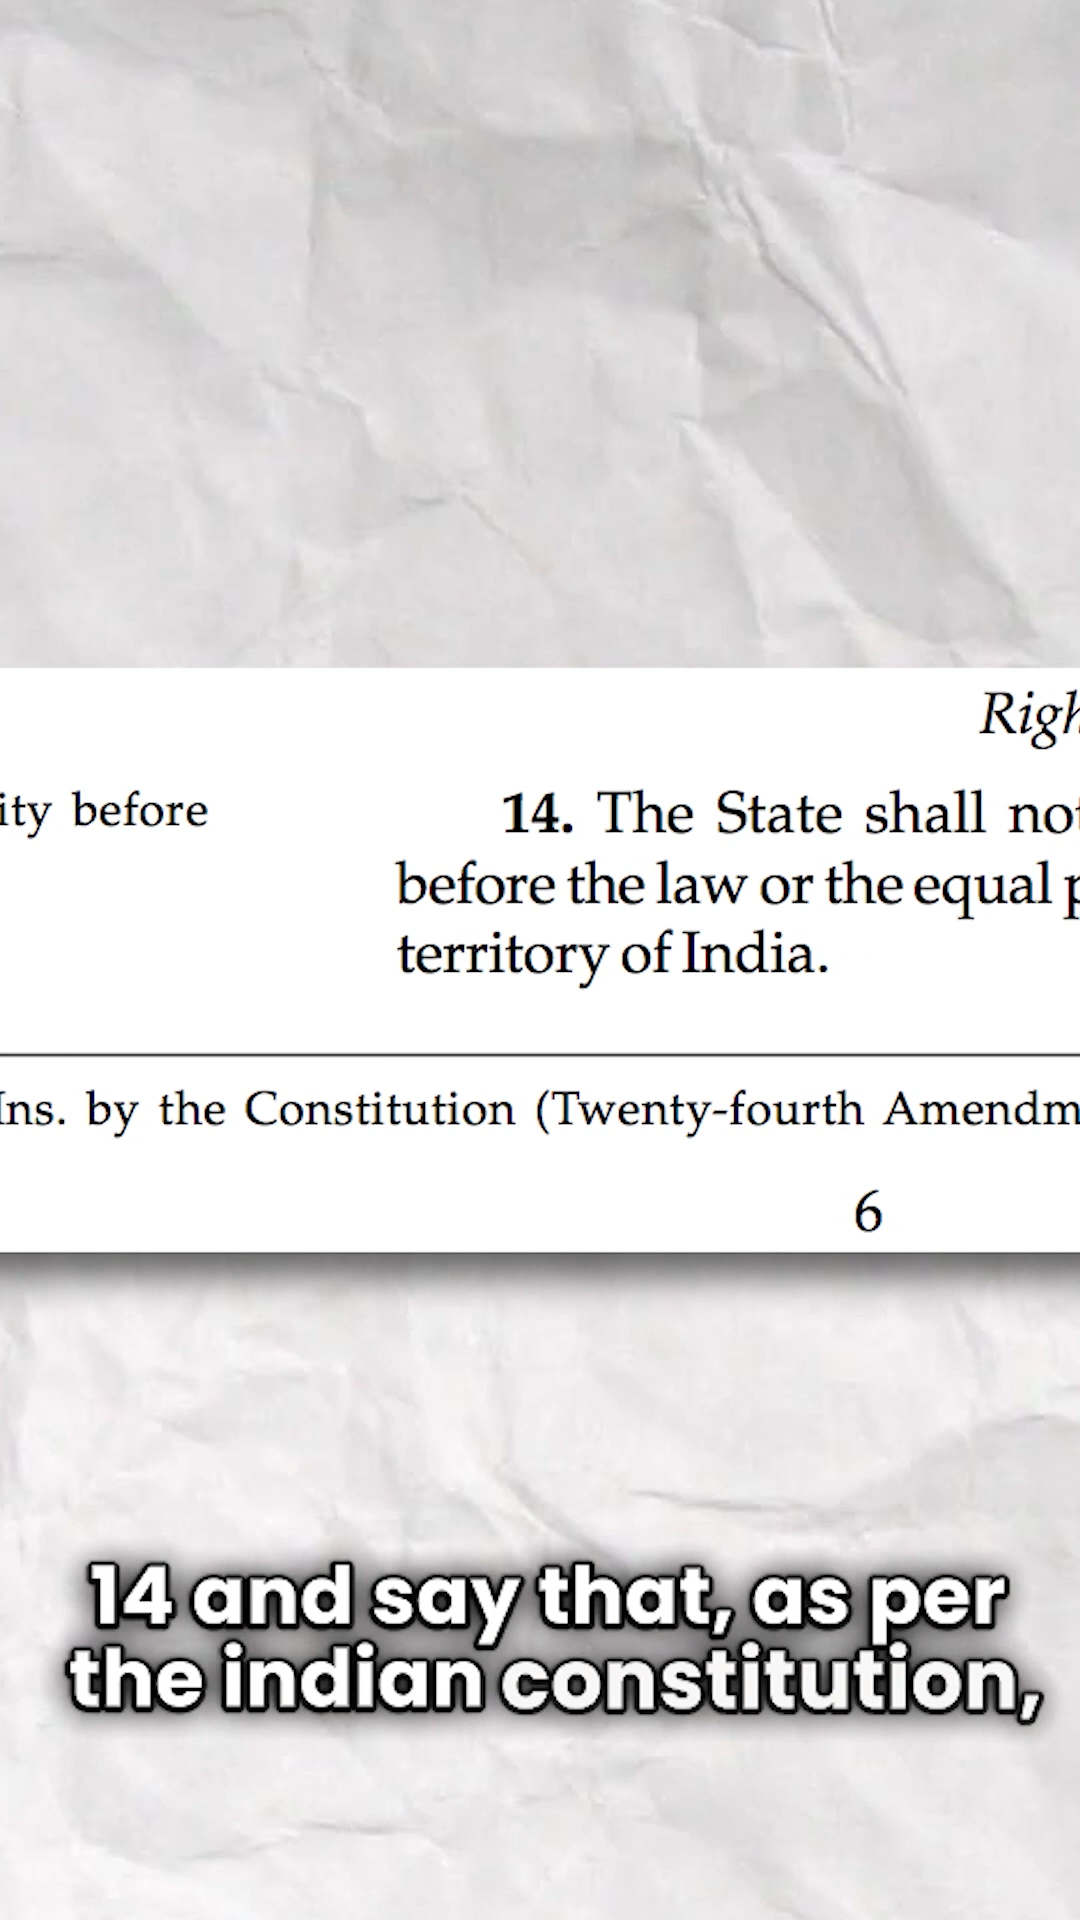 Righ
ity before
14. The State shall not
before the law or the equal p
territory of India.
Ins. by the Constitution (Twenty-fourth Amendm
6
14 and say that, as per
the indian constitution,